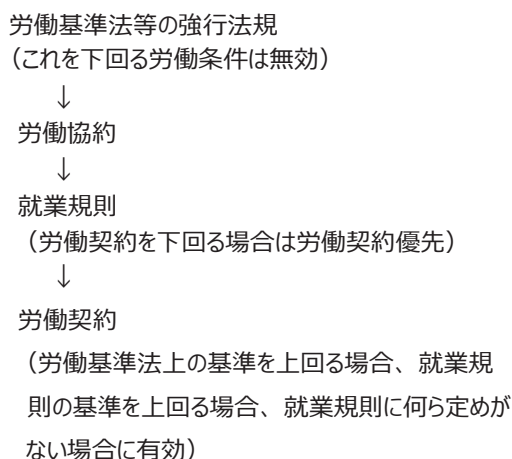 労働基準法等の強行法規
（これを下回る労働条件は無効）
↓
労働協約
↓
就業規則
（労働契約を下回る場合は労働契約優先）
↓
労働契約
（労働基準法上の基準を上回る場合、就業規
則の基準を上回る場合、就業規則に何ら定めが
ない場合に有効）